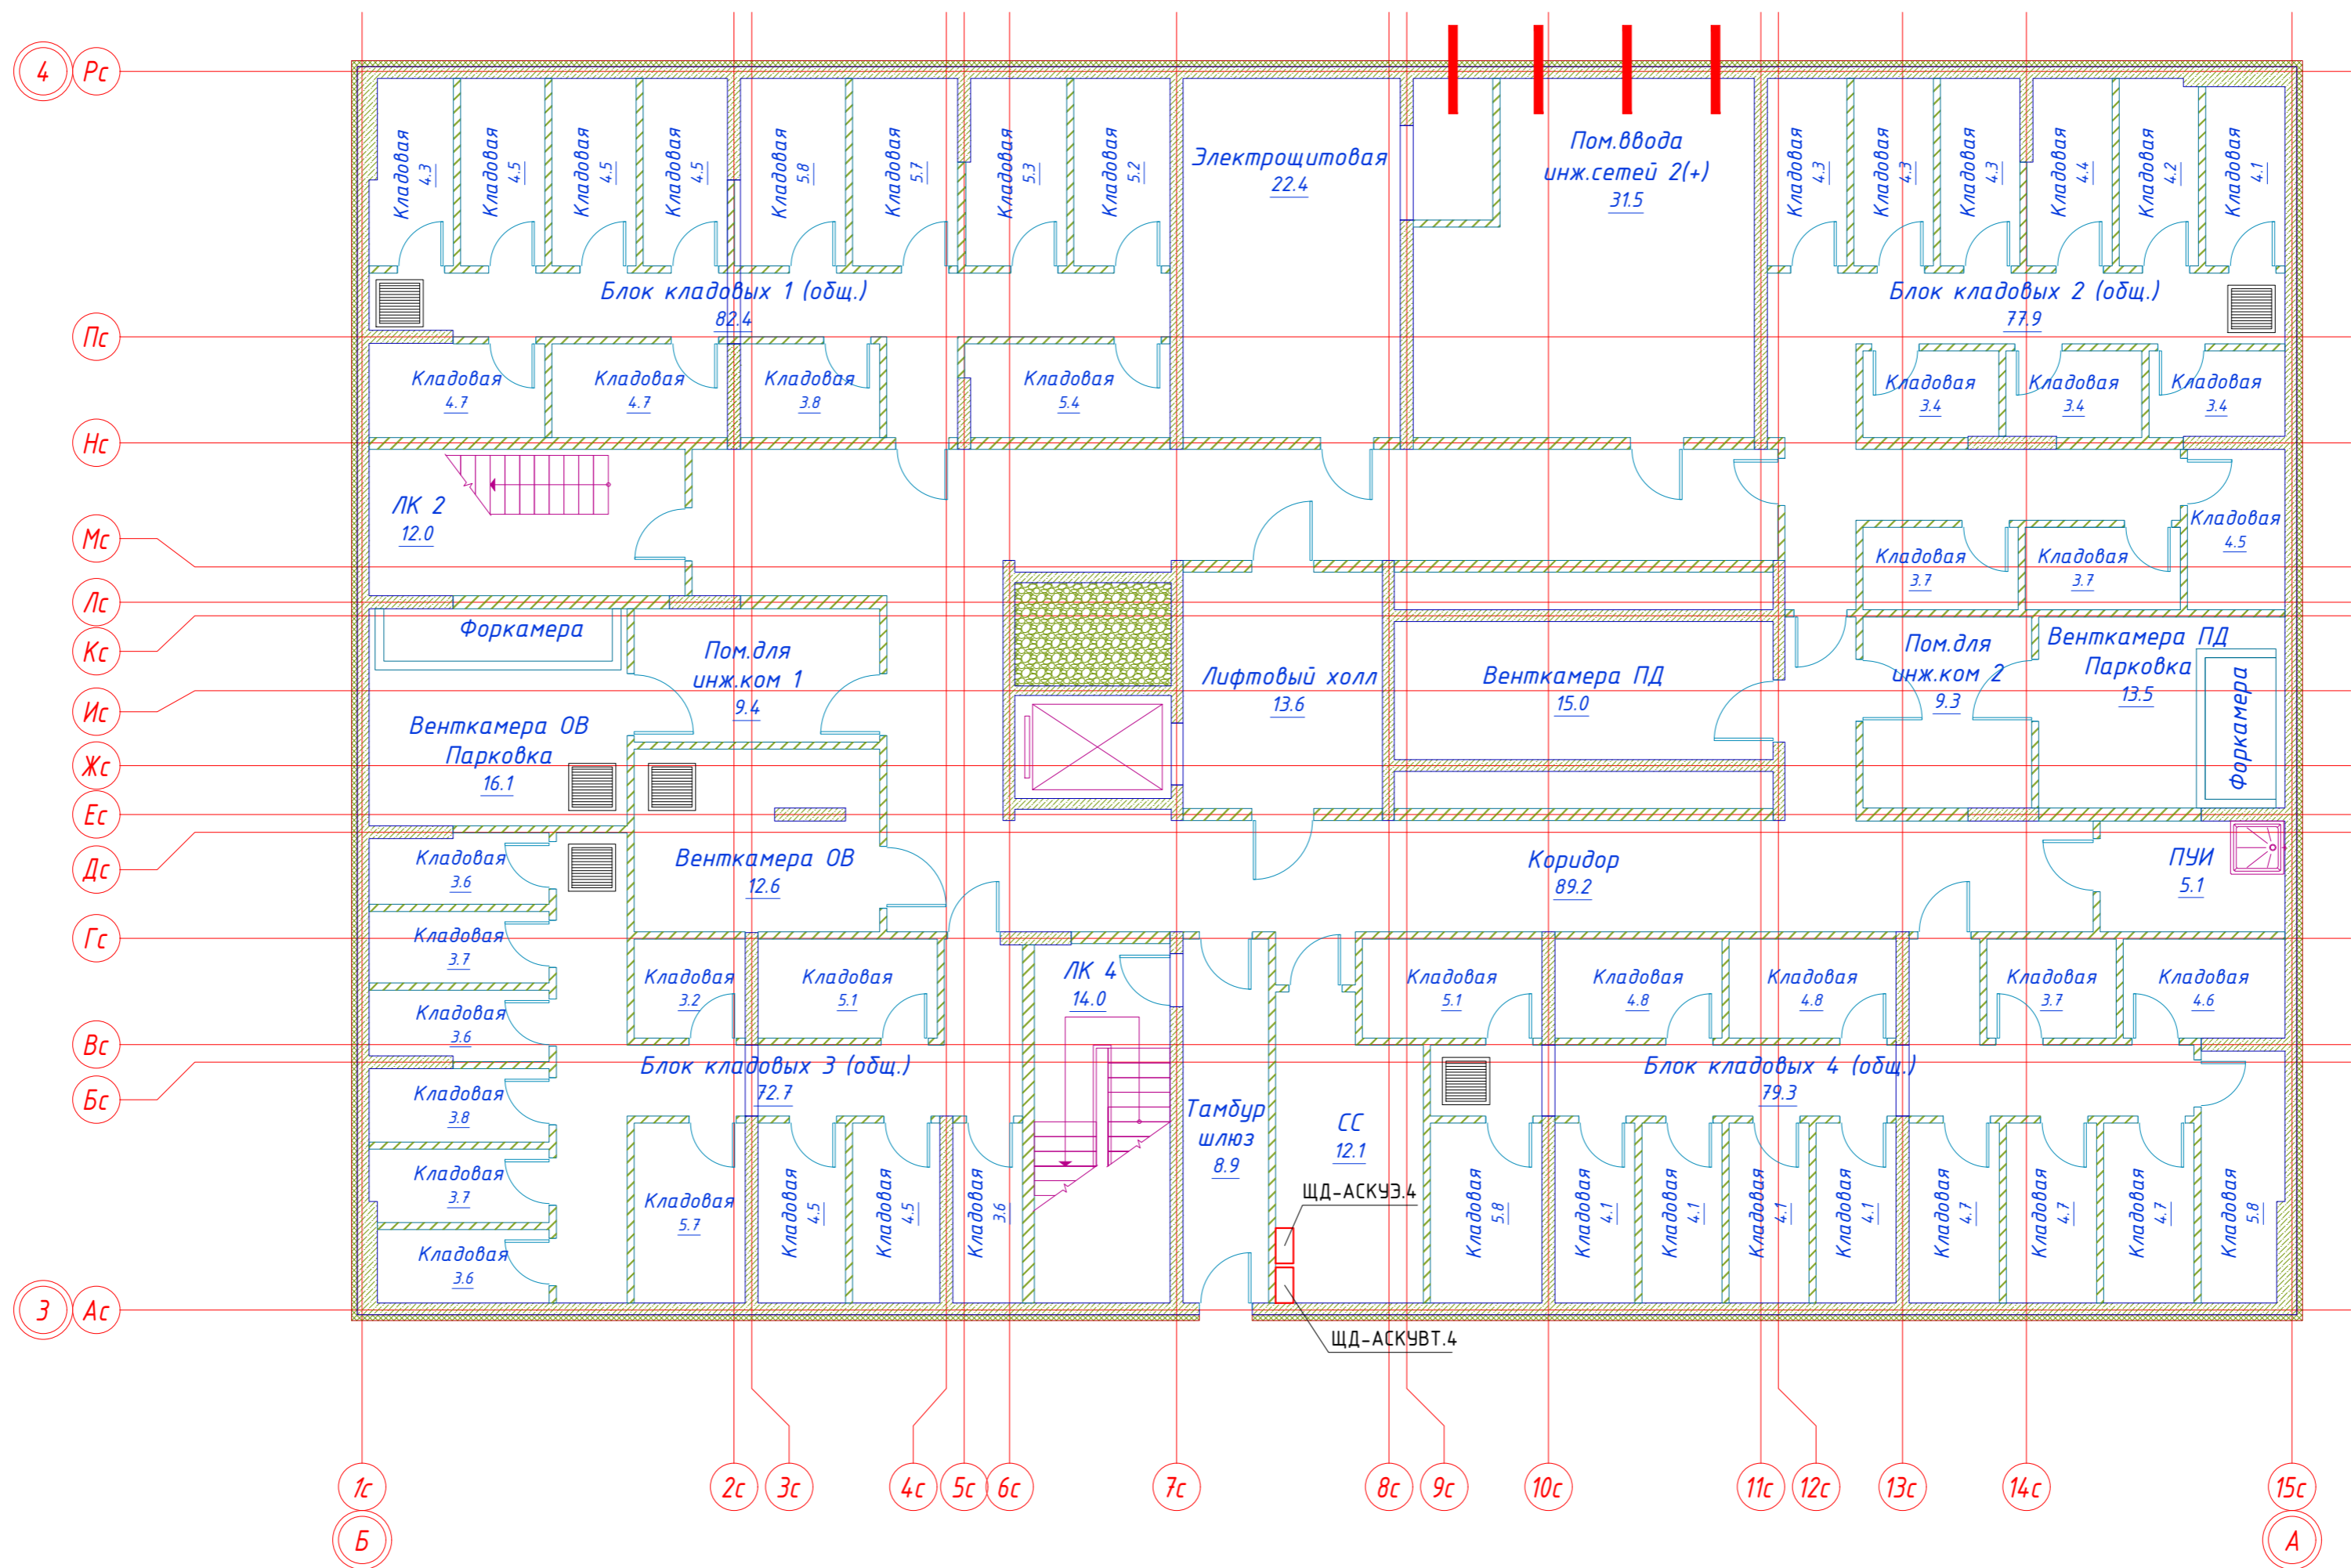 4 Рс
Кладовая 4.3
Кладовая 4.5
Кладовая 4.5
Кладовая 4.5
Кладовая 5.8
Кладовая 5.7
Кладовая 5.3
Кладовая 5.2
Электрощитовая
22.4
Пом.ввода
инж.сетей 2(+)
31.5
Кладовая 4.3
Кладовая 4.3
Кладовая 4.3
Кладовая 4.4
Кладовая 4.2
Кладовая 4.1
Блок кладовых 1 (общ.)
82.4
Блок кладовых 2 (общ.)
77.9
Пс
Кладовая
4.7
Кладовая
4.7
Кладовая
3.8
Кладовая
5.4
Кладовая
3.4
Кладовая
3.4
Кладовая
3.4
Нс
ЛК 2
12.0
Кладовая
4.5
Мс
Кладовая
3.7
Кладовая
3.7
Лс
Кс
Форкамера
Пом.для
инж.ком 1
9.4
Лифтовый холл
13.6
Венткамера ПД
15.0
Пом.для
инж.ком 2
9.3
Венткамера ПД
Парковка
13.5
Форкамера
Ис
Венткамера ОВ
Парковка
16.1
Жс
Ес
Дс
Кладовая
3.6
Венткамера ОВ
12.6
Коридор
89.2
ПУИ
5.1
Гс
Кладовая
3.7
Кладовая
3.2
Кладовая
5.1
ЛК 4
14.0
Кладовая
5.1
Кладовая
4.8
Кладовая
4.8
Кладовая
3.7
Кладовая
4.6
Кладовая
3.6
Вс
Бс
Блок кладовых 3 (общ.)
72.7
Блок кладовых 4 (общ.)
79.3
Кладовая
3.8
Тамбур
шлюз
8.9
СС
12.1
Кладовая
3.7
Кладовая
5.7
Кладовая 4.5
Кладовая 4.5
Кладовая 3.6
ЩД-АСКУЭ.4
Кладовая 5.8
Кладовая 4.1
Кладовая 4.1
Кладовая 4.1
Кладовая 4.1
Кладовая 4.7
Кладовая 4.7
Кладовая 4.7
Кладовая 5.8
Кладовая
3.6
3 Ас
ЩД-АСКУВТ.4
1с 2с 3с 4с 5с 6с 7с 8с 9с 10с 11с 12с 13с 14с 15с
Б А